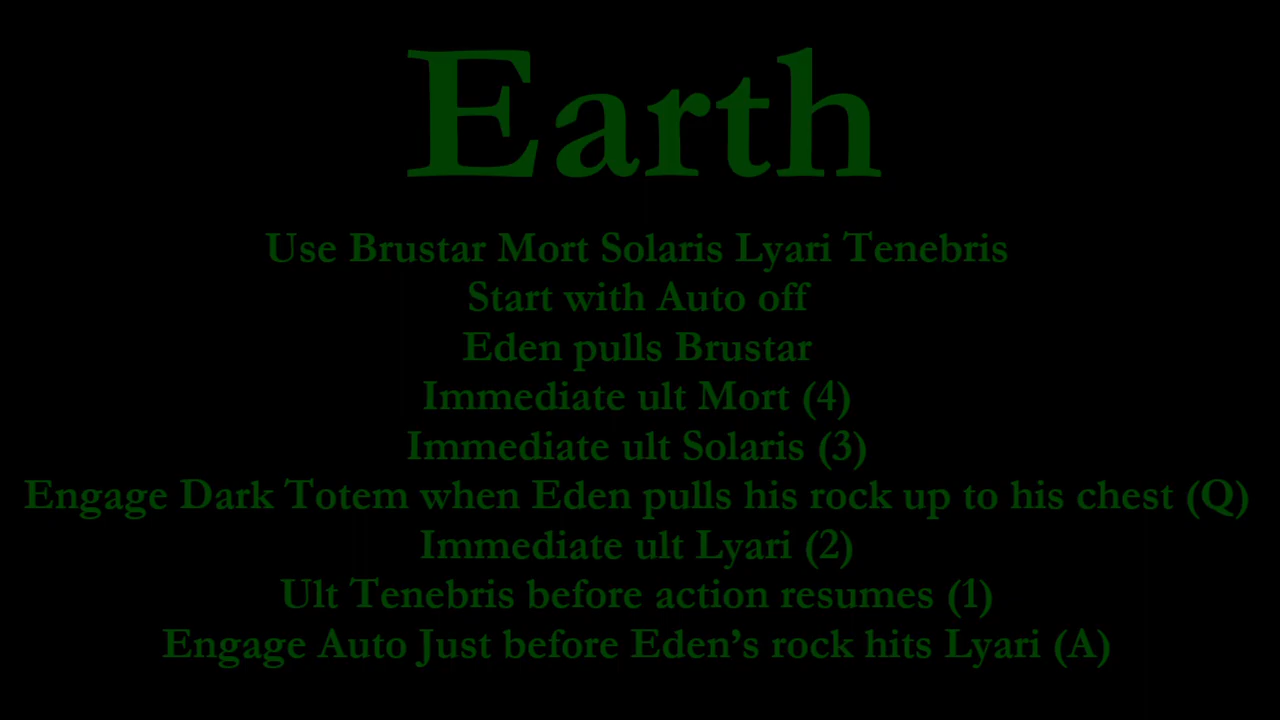 Earth
Use Brustar Mort Solaris Lyari Tenebris
Start with Auto off
Eden pulls Brustar
Immediate ult Mort (4)
Immediate ult Solaris (3)
Engage Dark Totem when Eden pulls his rock up to his chest (Q)
Immediate ult Lyari (2)
Ult Tenebris before action resumes (1)
Engage Auto Just before Eden’s rock hits Lyari (A)